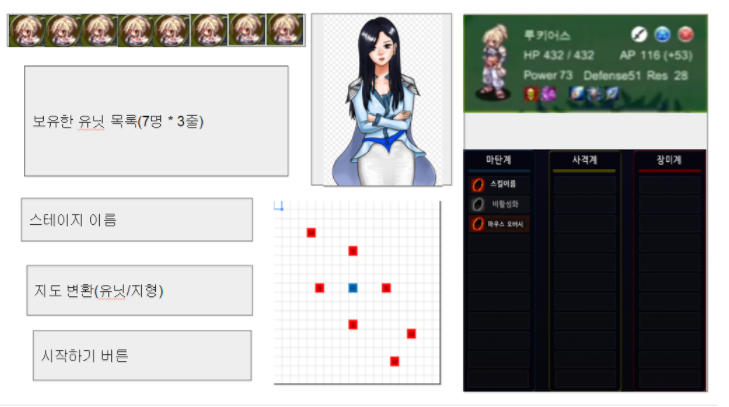 보유한 유닛 목록(7명 * 3줄)
스테이지 이름
지도 변환(유닛/지형)
시작하기 버튼
루키어스
HP 432 / 432 AP 116 (+53)
Power 73 Defense51 Res 28
마탄계 사격계 장미계
스킬이름
비활성화
마우스 오버시